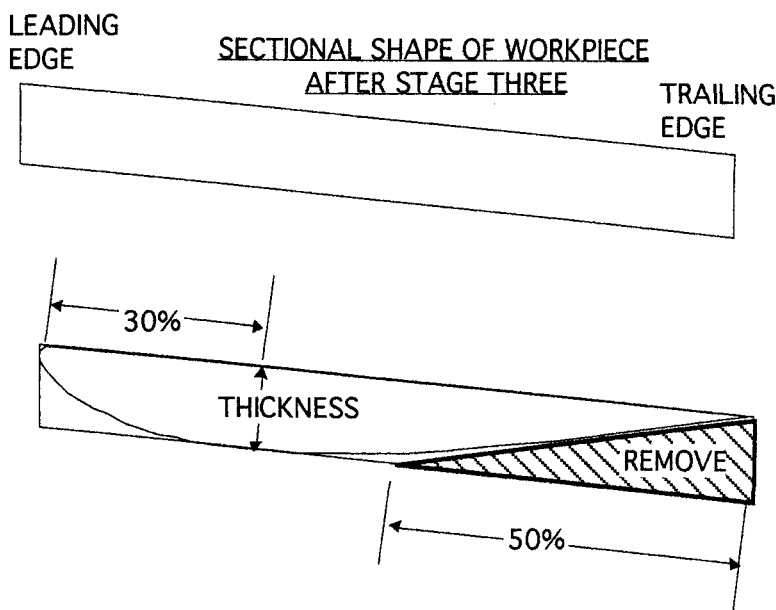 LEADING
EDGE
SECTIONAL SHAPE OF WORKPIECE
AFTER STAGE THREE
TRAILING
EDGE
30%
THICKNESS
REMOVE
50%